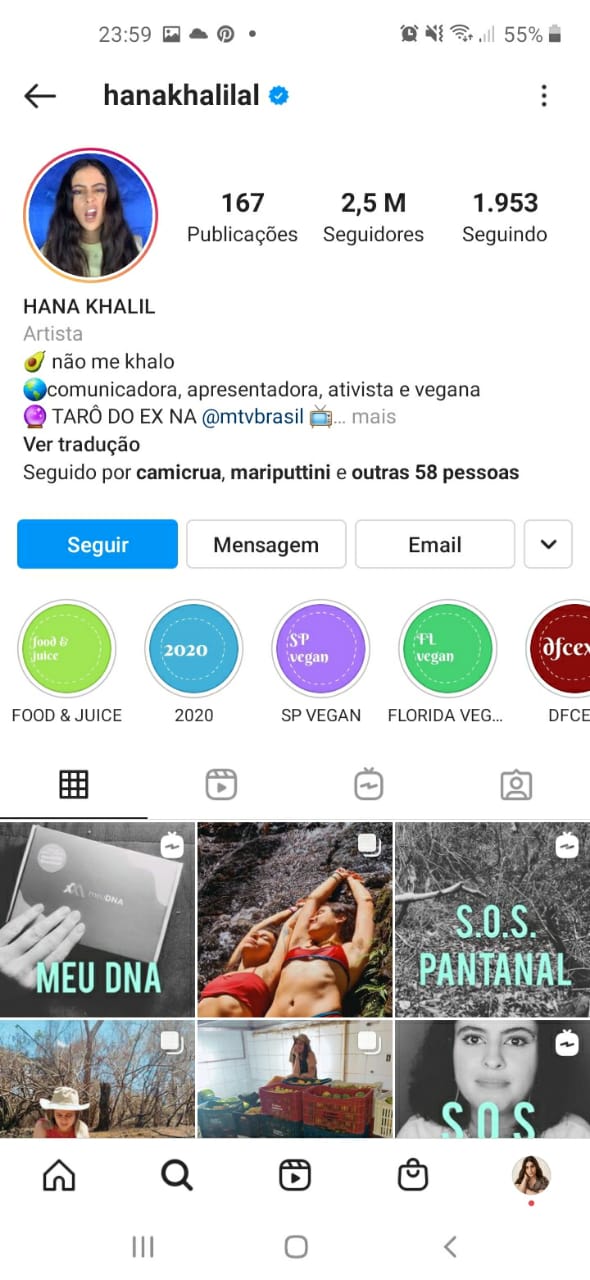 23:59
55%
hanakhalilal
167
2,5 M
1.953
Publicações
Seguidores
Seguindo
HANA KHALIL
Artista
🥑 não me khalo
🌎comunicadora, apresentadora, ativista e vegana
🔮 TARÔ DO EX NA @mtvbrasil 📺... mais
Ver tradução
Seguido por camicrua, mariputtini e outras 58 pessoas
Seguir
Mensagem
Email
food &
juice
2020
SP
vegan
FL
vegan
dfcex
FOOD & JUICE
2020
SP VEGAN
FLORIDA VEG...
DFCE
meuDNA
MEU DNA
S.O.S.
PANTANAL
S.O.S